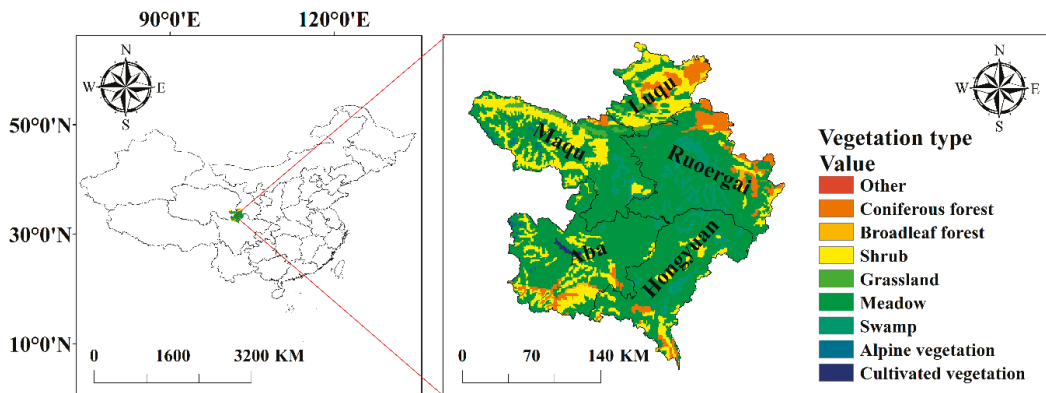 90°0'E
120°0'E
N
W
E
S
50°0'N
30°0'N
10°0'N
0
1600
3200 KM
N
W
E
S
Luqu
Maqu
Ruoergai
Aba
Hongyuan
0
70
140 KM
Vegetation type
Value
Other
Coniferous forest
Broadleaf forest
Shrub
Grassland
Meadow
Swamp
Alpine vegetation
Cultivated vegetation